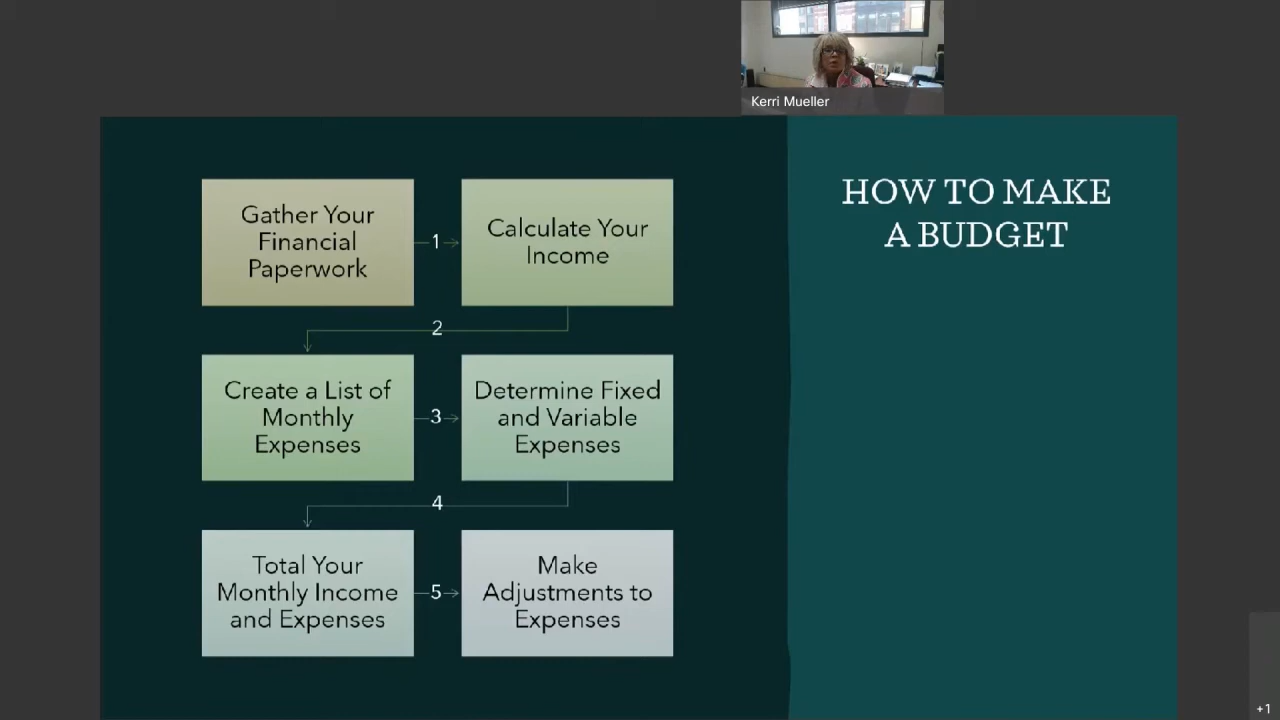 Kerri Mueller
HOW TO MAKE
A BUDGET
Gather Your
Financial
Paperwork
1
Calculate Your
Income
2
Create a List of
Monthly
Expenses
3
Determine Fixed
and Variable
Expenses
4
Total Your
Monthly Income
and Expenses
5
Make
Adjustments to
Expenses
+1